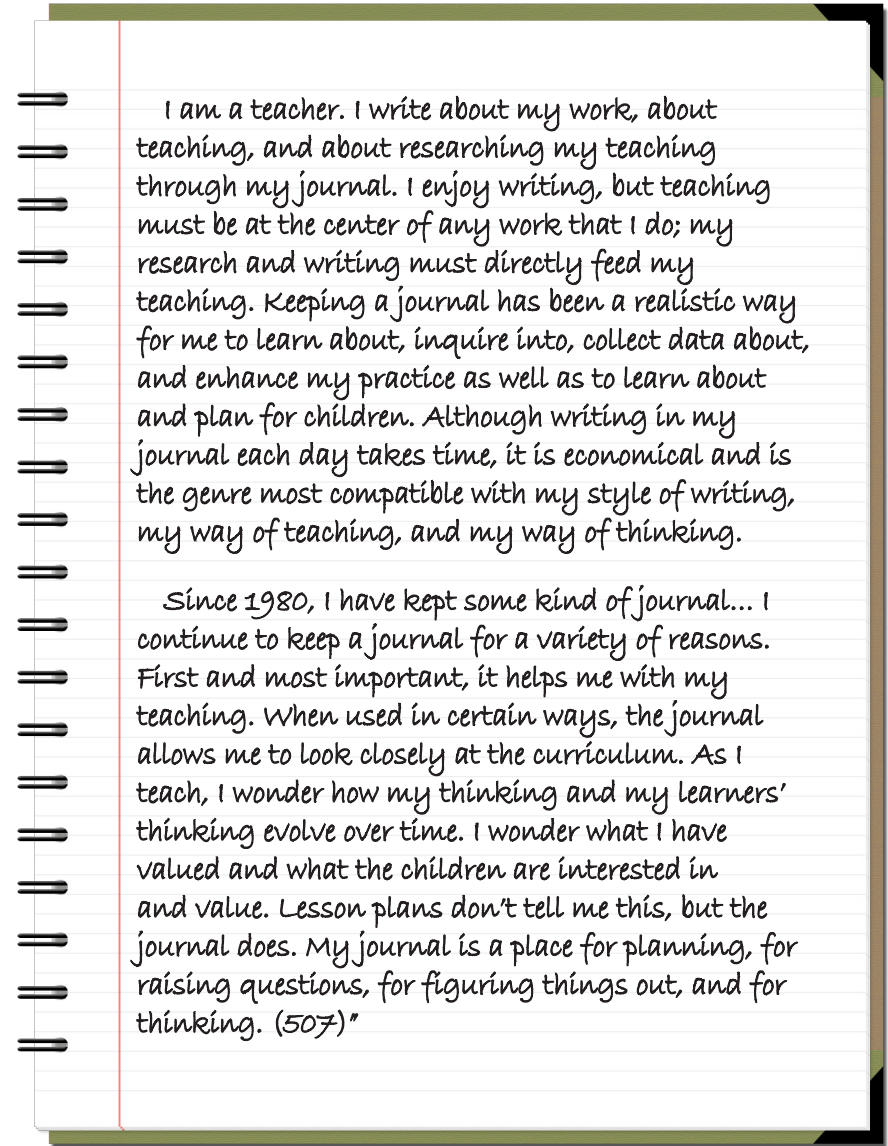 I am a teacher. I write about my work, about
teaching, and about researching my teaching
through my journal. I enjoy writing, but teaching
must be at the center of any work that I do; my
research and writing must directly feed my
teaching. Keeping a journal has been a realistic way
for me to learn about, inquire into, collect data about,
and enhance my practice as well as to learn about
and plan for children. Although writing in my
journal each day takes time, it is economical and is
the genre most compatible with my style of writing,
my way of teaching, and my way of thinking.
Since 1980, I have kept some kind of journal... I
continue to keep a journal for a variety of reasons.
First and most important, it helps me with my
teaching. When used in certain ways, the journal
allows me to look closely at the curriculum. As I
teach, I wonder how my thinking and my learners'
thinking evolve over time. I wonder what I have
valued and what the children are interested in
and value. Lesson plans don't tell me this, but the
journal does. My journal is a place for planning, for
raising questions, for figuring things out, and for
thinking. (507)"